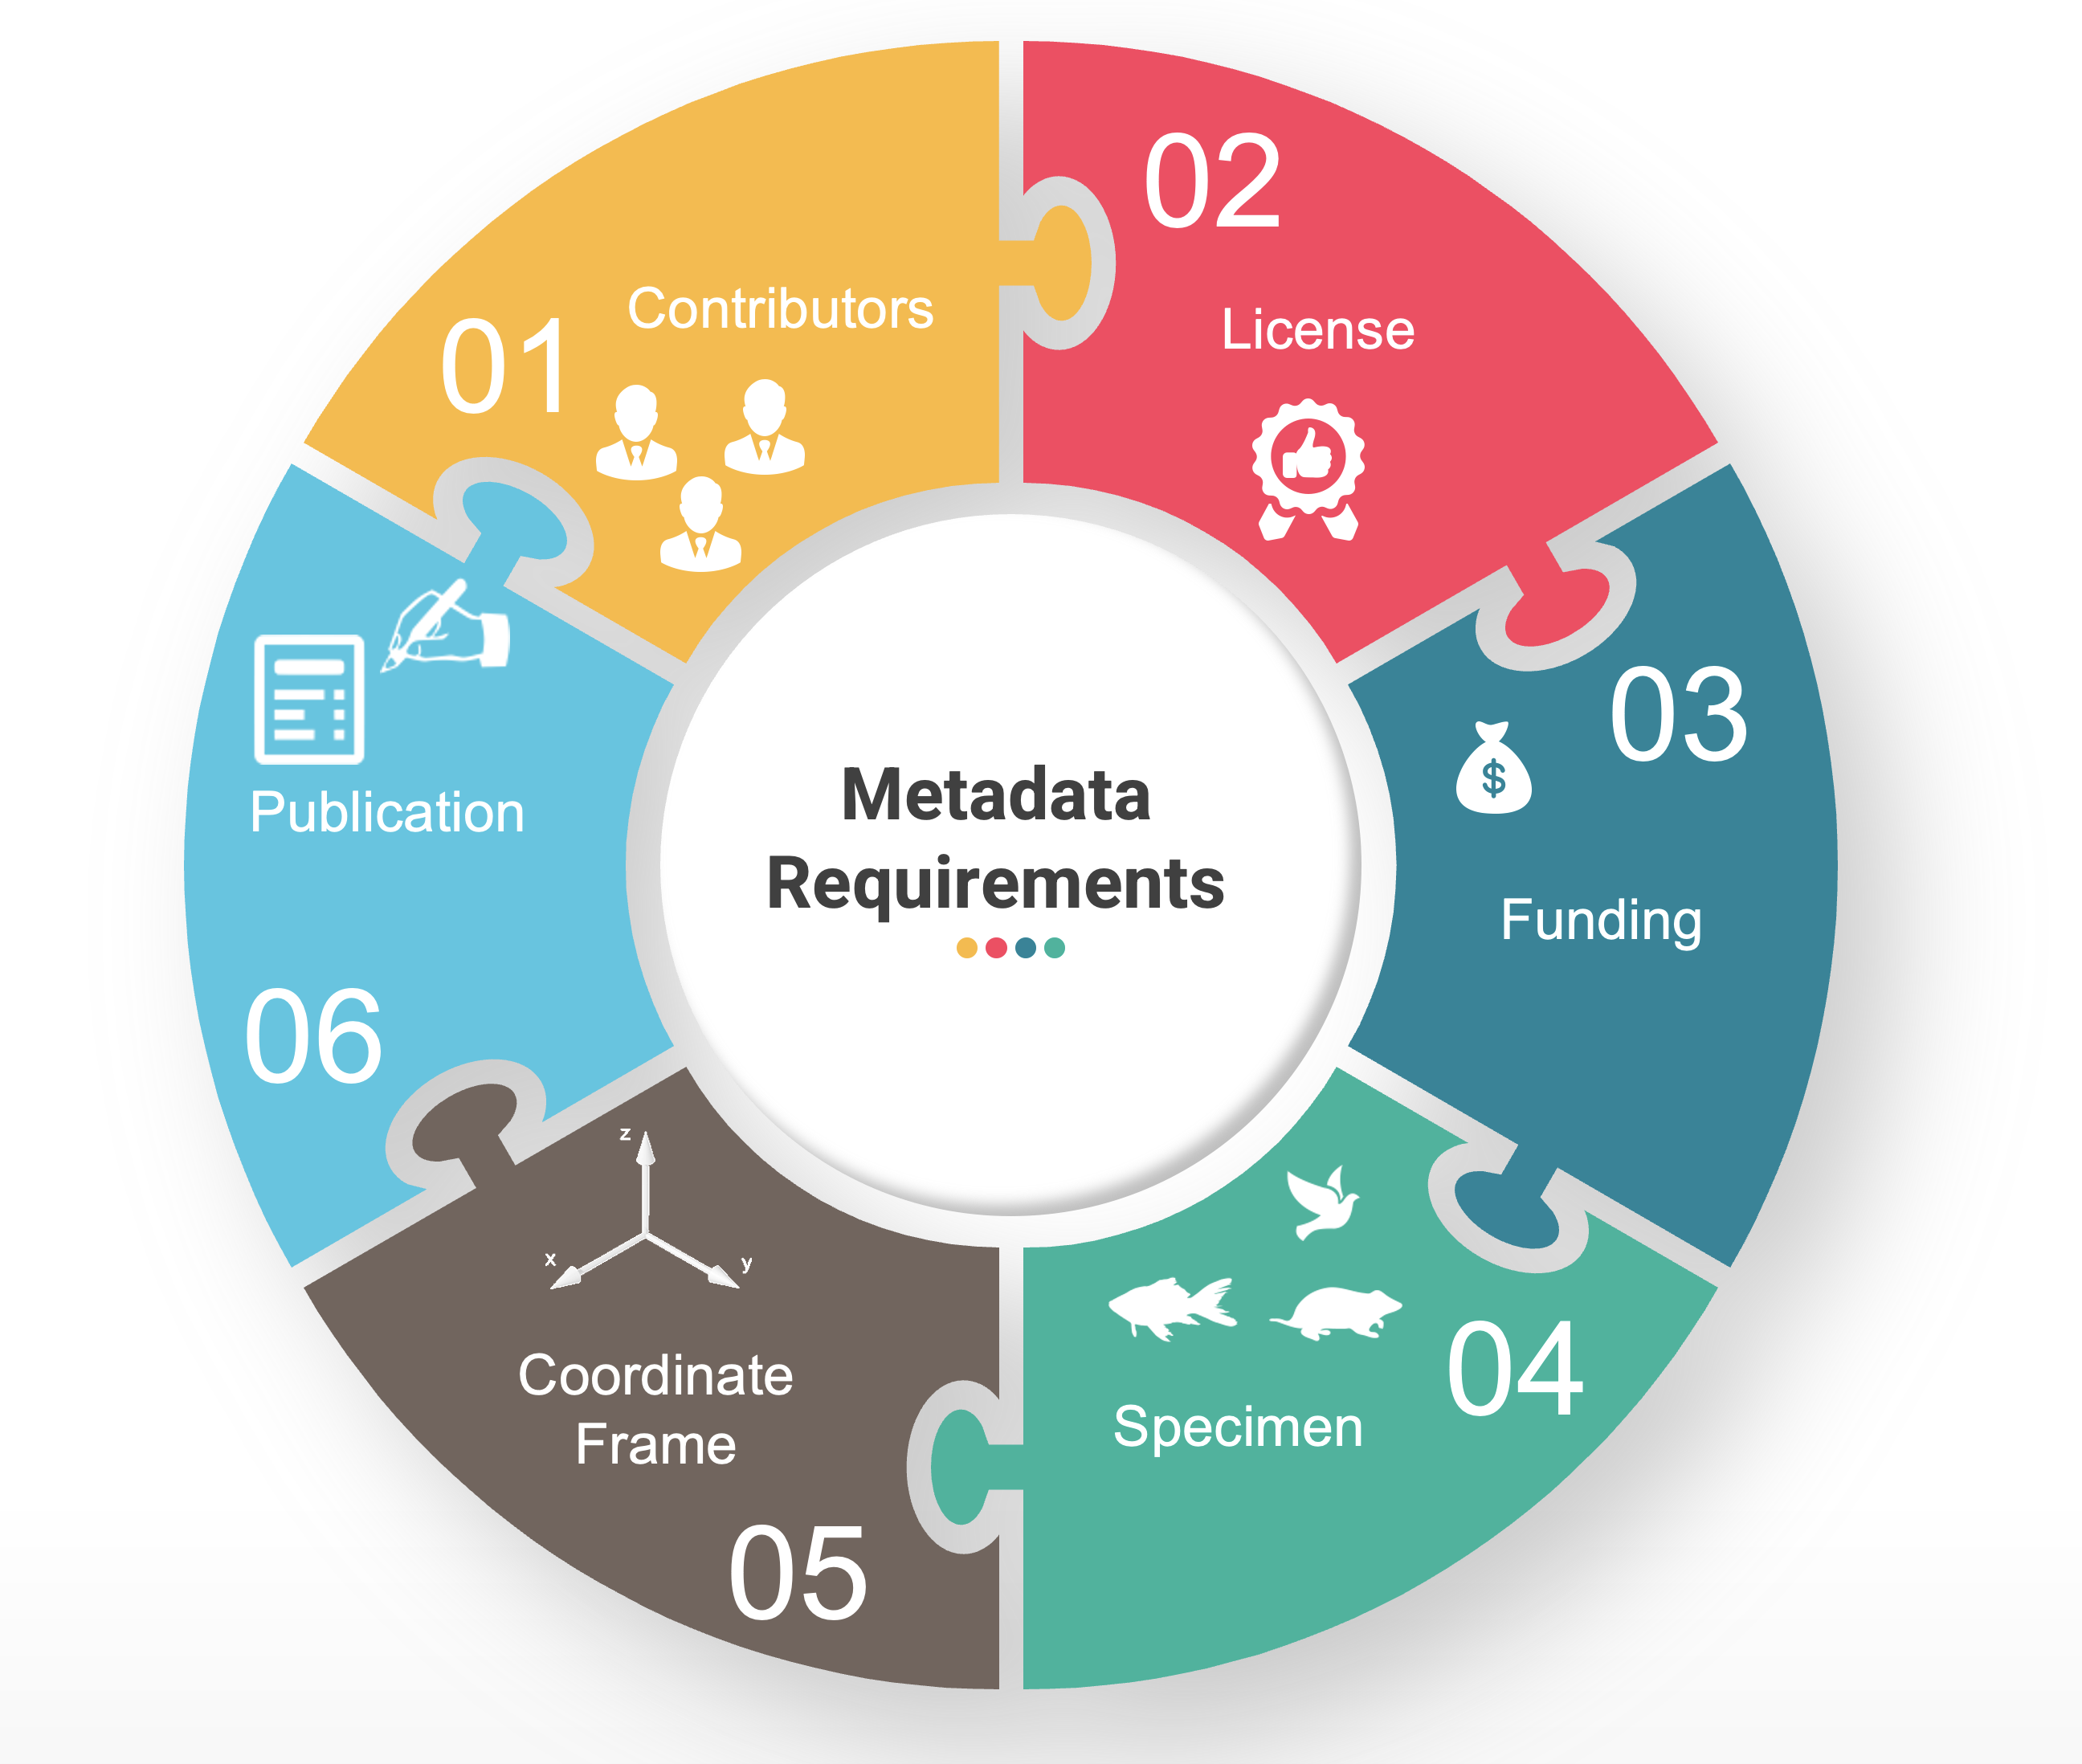 Metadata
Requirements
01
Contributors
02
License
03
$
Funding
04
Specimen
05
Coordinate
Frame
z
x
y
06
Publication